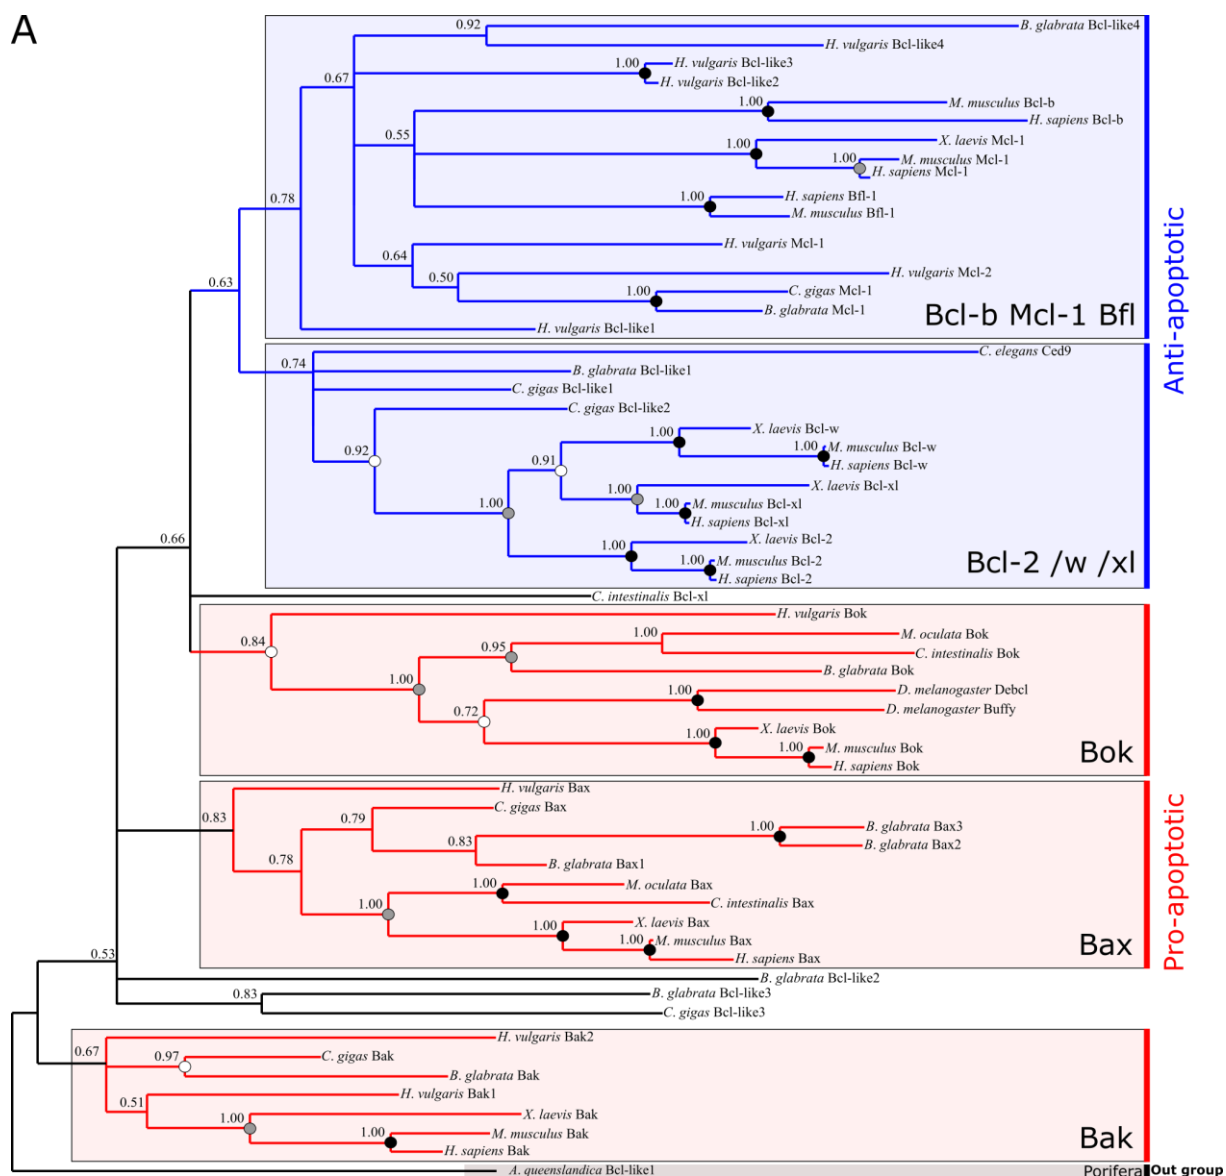 A
0.92
B. glabrata Bcl-like4
H. vulgaris Bcl-like4
1.00
H. vulgaris Bcl-like3
0.67
H. vulgaris Bcl-like2
1.00
M. musculus Bcl-b
H. sapiens Bcl-b
0.55
X. laevis Mcl-1
1.00
1.00
M. musculus Mcl-1
H. sapiens Mcl-1
0.78
1.00
H. sapiens Bfl-1
M. musculus Bfl-1
H. vulgaris Mcl-1
0.64
H. vulgaris Mcl-2
0.50
1.00
C. gigas Mcl-1
0.63
B. glabrata Mcl-1
Bcl-b Mcl-1 Bfl
H. vulgaris Bcl-like1
Anti-apoptotic
C. elegans Ced9
0.74
B. glabrata Bcl-like1
C. gigas Bcl-like1
C. gigas Bcl-like2
X. laevis Bcl-w
1.00
1.00
M. musculus Bcl-w
0.92
0.91
H. sapiens Bcl-w
X. laevis Bcl-xl
1.00
1.00
1.00
M. musculus Bcl-xl
H. sapiens Bcl-xl
X. laevis Bcl-2
1.00
0.66
1.00
M. musculus Bcl-2
H. sapiens Bcl-2
Bcl-2 /w /xl
C. intestinalis Bcl-xl
H. vulgaris Bok
0.84
1.00
M. oculata Bok
0.95
C. intestinalis Bok
B. glabrata Bok
1.00
1.00
D. melanogaster Debcl
D. melanogaster Buffy
0.72
X. laevis Bok
1.00
1.00
M. musculus Bok
H. sapiens Bok
Bok
H. vulgaris Bax
C. gigas Bax
0.83
0.79
1.00
B. glabrata Bax3
0.83
B. glabrata Bax2
B. glabrata Bax1
0.78
1.00
M. oculata Bax
C. intestinalis Bax
1.00
X. laevis Bax
1.00
1.00
M. musculus Bax
H. sapiens Bax
Bax
Pro-apoptotic
0.53
B. glabrata Bcl-like2
0.83
B. glabrata Bcl-like3
C. gigas Bcl-like3
H. vulgaris Bak2
0.67
0.97
C. gigas Bak
B. glabrata Bak
H. vulgaris Bak1
0.51
X. laevis Bak
1.00
1.00
M. musculus Bak
H. sapiens Bak
Bak
A. queenslandica Bcl-like1
Porifera
Out group